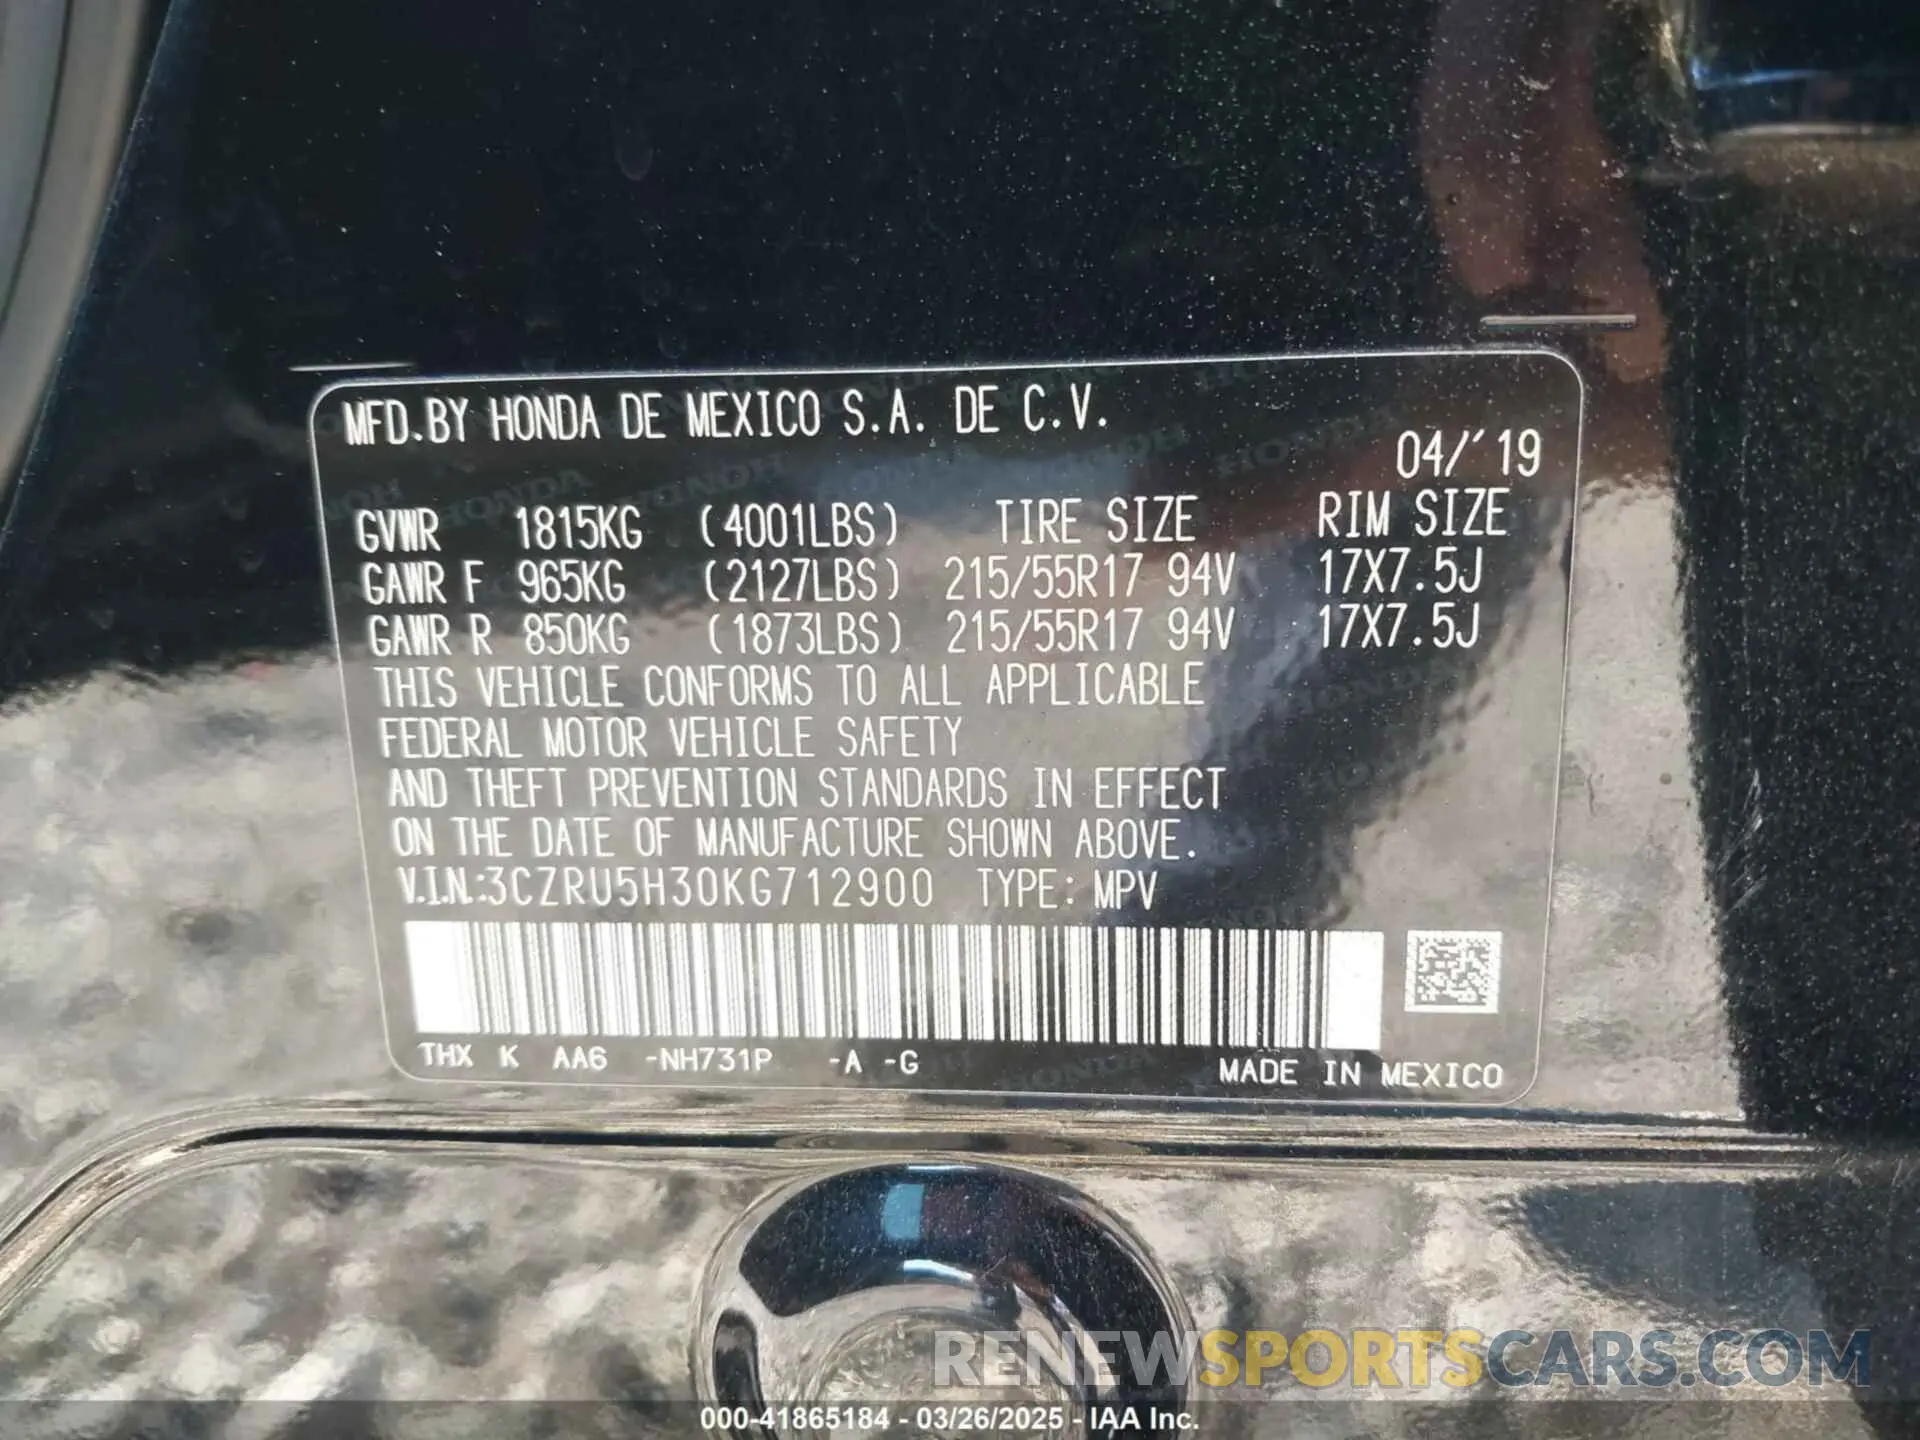 MFD.BY HONDA DE MEXICO S.A. DE C.V.
04/'19
GVWR 1815KG (4001LBS) TIRE SIZE RIM SIZE
GAWR F 965KG (2127LBS) 215/55R17 94V 17X7.5J
GAWR R 850KG (1873LBS) 215/55R17 94V 17X7.5J
THIS VEHICLE CONFORMS TO ALL APPLICABLE
FEDERAL MOTOR VEHICLE SAFETY
AND THEFT PREVENTION STANDARDS IN EFFECT
ON THE DATE OF MANUFACTURE SHOWN ABOVE.
V.I.N.:3CZRU5H30KG712900 TYPE: MPV
THX K AA6 -NH731P -A -G
MADE IN MEXICO
RENEWSPORTSCARS.COM
000-41865184 - 03/26/2025 - IAA Inc.